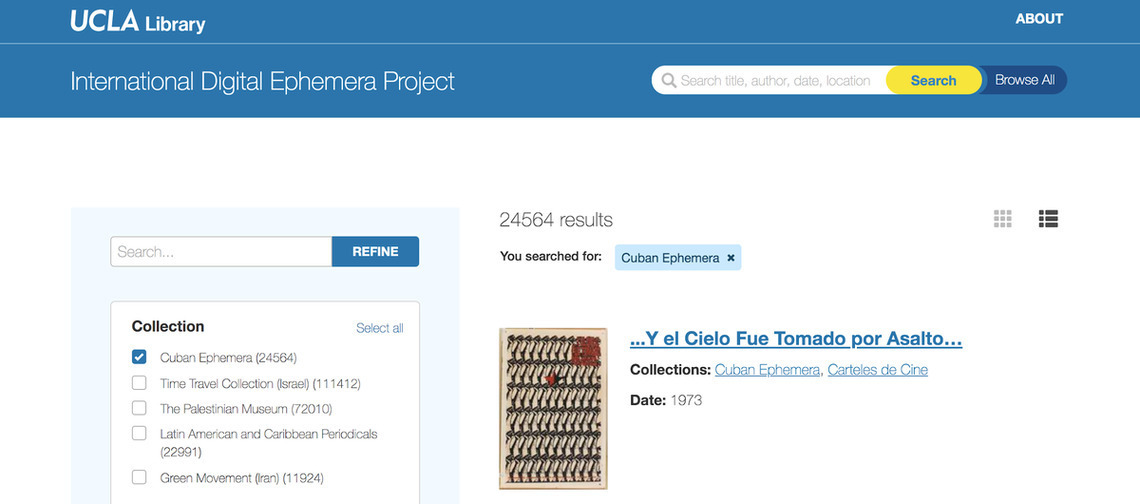 UCLA Library
ABOUT
International Digital Ephemera Project
Search title, author, date, location
Search
Browse All
Search...
REFINE
Collection
Select all
Cuban Ephemera (24564)
Time Travel Collection (Israel) (111412)
The Palestinian Museum (72010)
Latin American and Caribbean Periodicals
(22991)
Green Movement (Iran) (11924)
24564 results
You searched for:
Cuban Ephemera ×
...Y el Cielo Fue Tomado por Asalto...
Collections: Cuban Ephemera, Carteles de Cine
Date: 1973